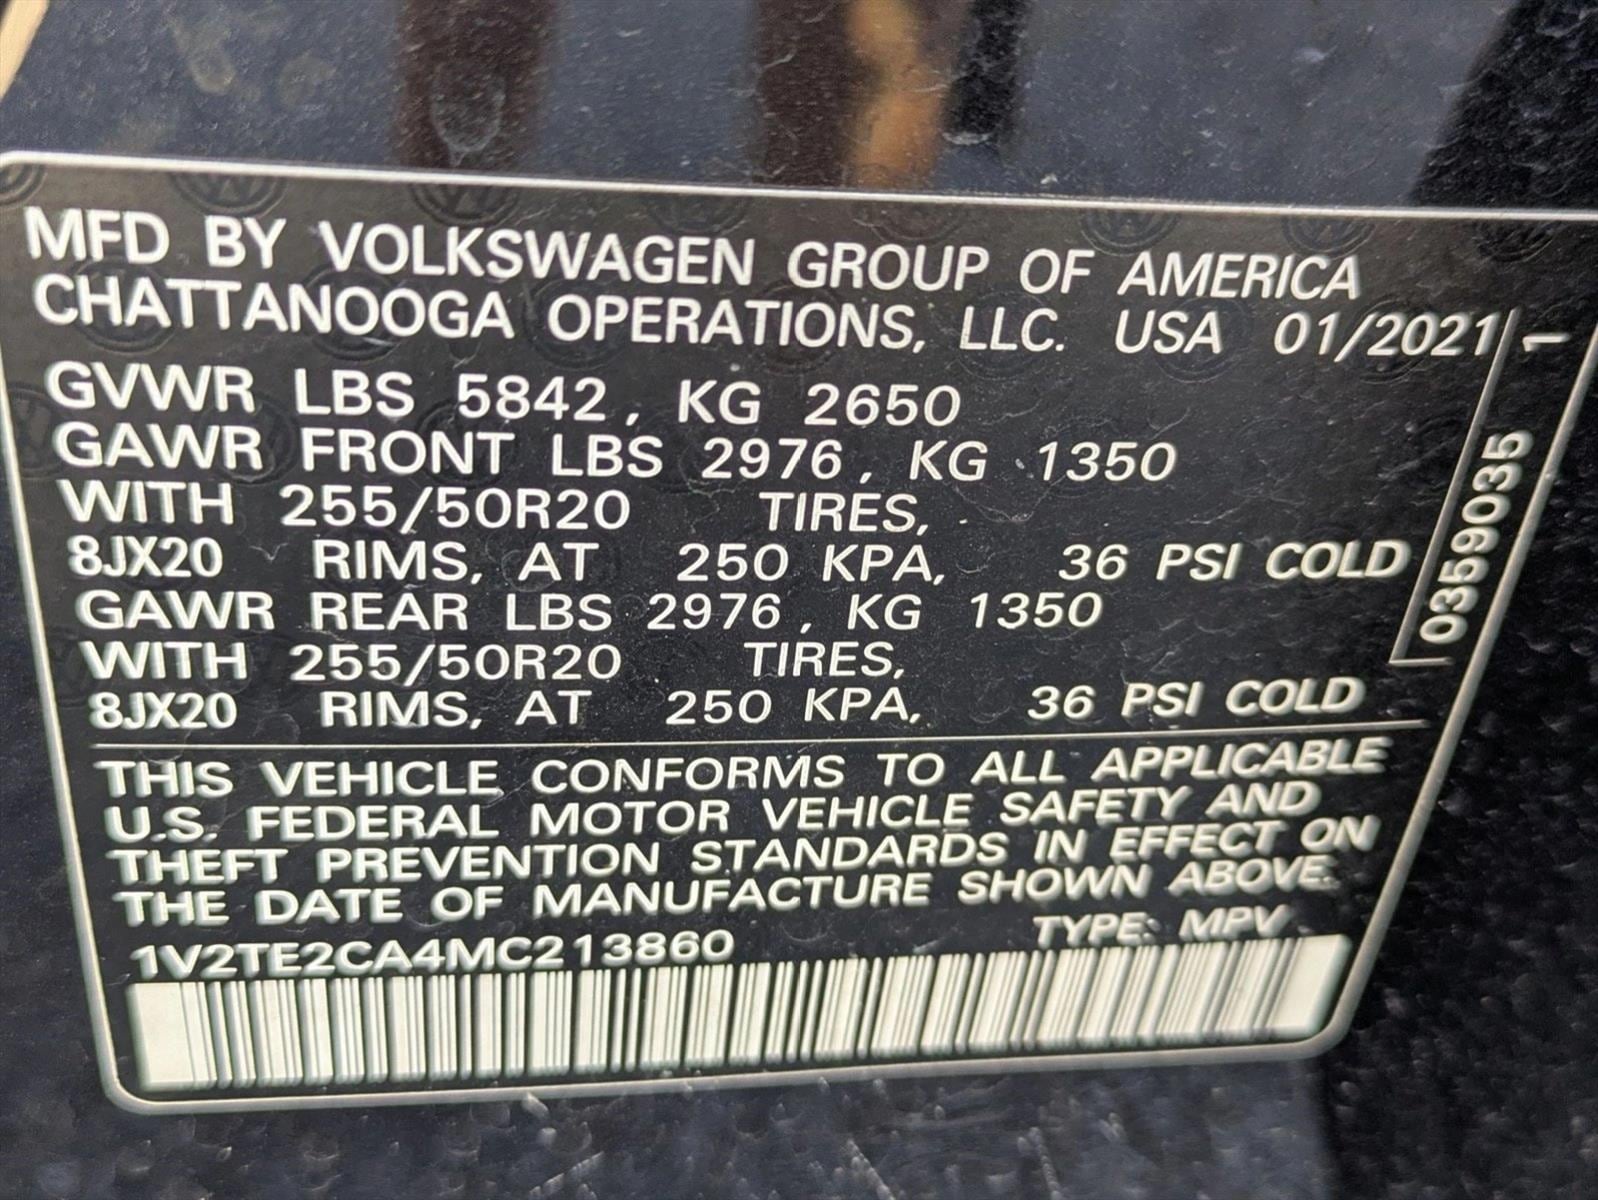 MFD BY VOLKSWAGEN GROUP OF AMERICA
CHATTANOOGA OPERATIONS, LLC. USA 01/2021
GVWR LBS 5842, KG 2650
GAWR FRONT LBS 2976, KG 1350
WITH 255/50R20 TIRES,
8JX20 RIMS, AT 250 KPA, 36 PSI COLD
GAWR REAR LBS 2976, KG 1350
WITH 255/50R20 TIRES,
8JX20 RIMS, AT 250 KPA, 36 PSI COLD
0359035 1
THIS VEHICLE CONFORMS TO ALL APPLICABLE
U.S. FEDERAL MOTOR VEHICLE SAFETY AND
THEFT PREVENTION STANDARDS IN EFFECT ON
THE DATE OF MANUFACTURE SHOWN ABOVE.
1V2TE2CA4MC213860 TYPE: MPV